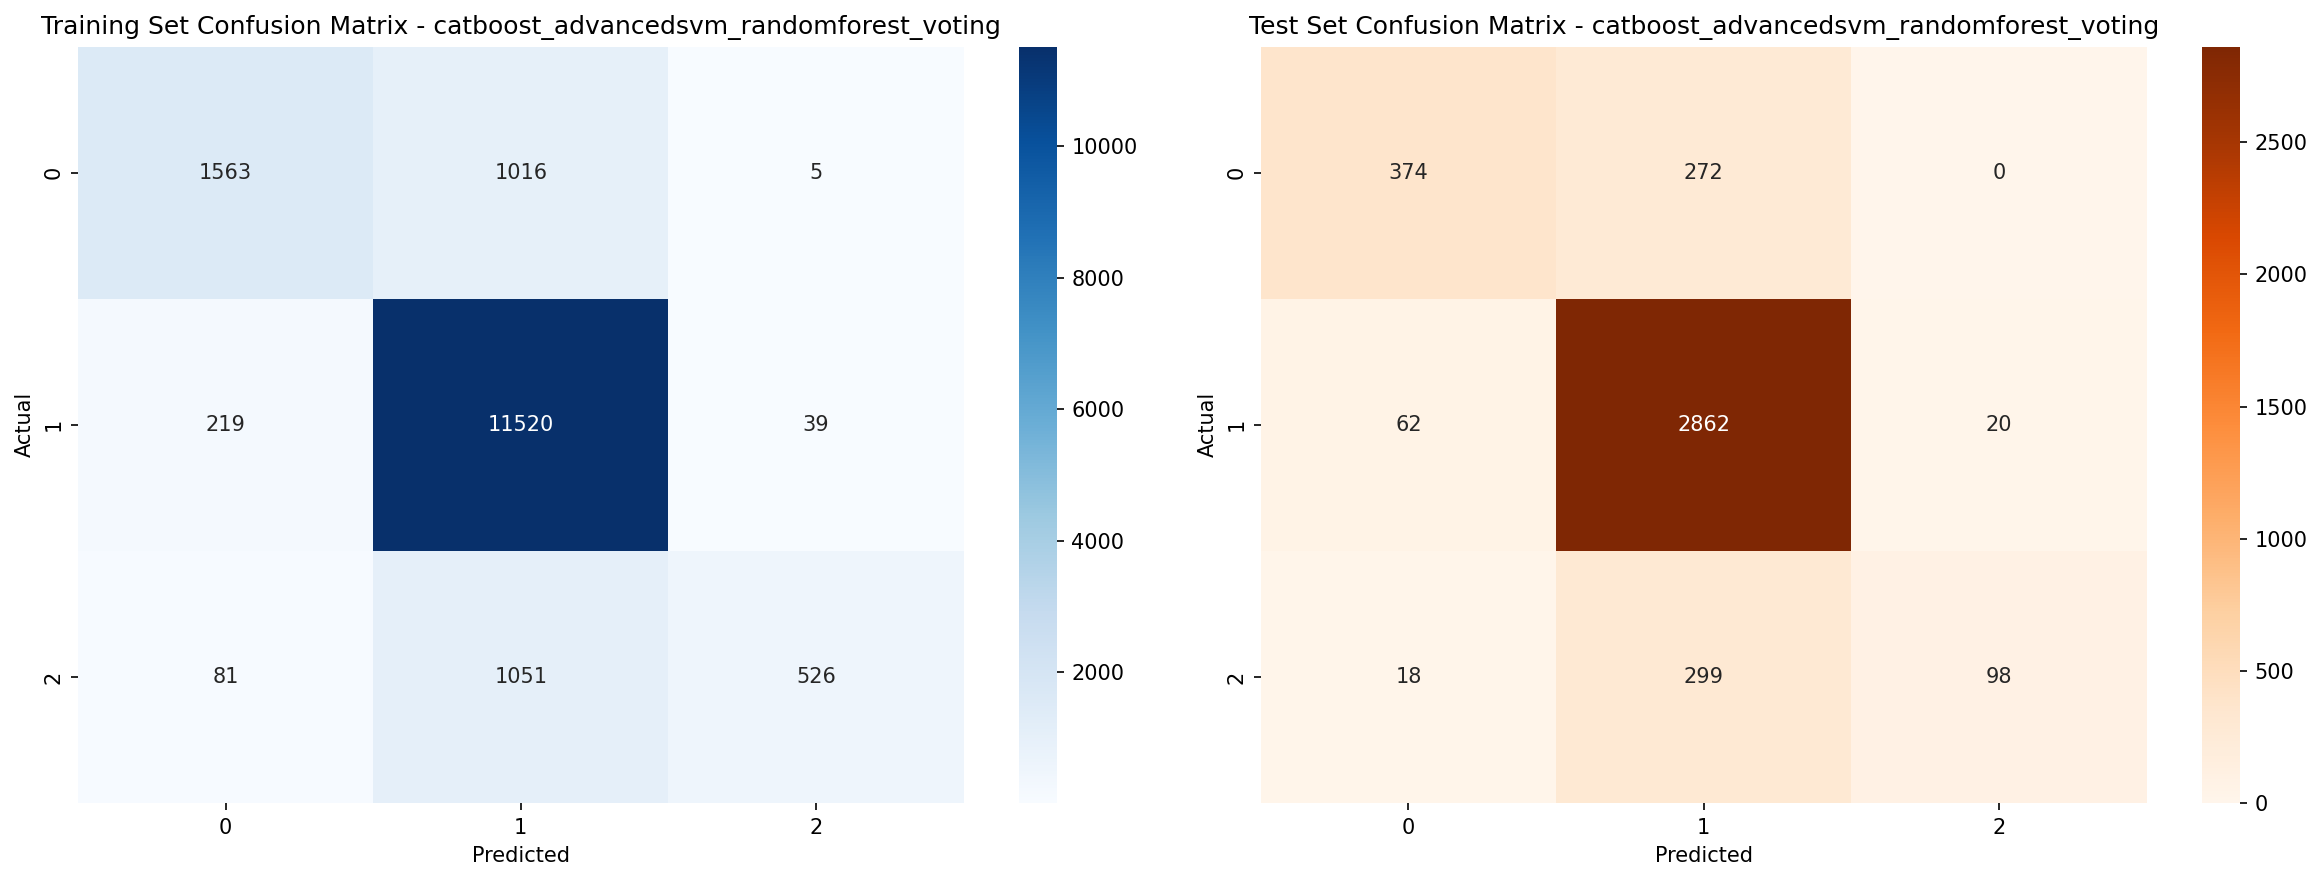 Training Set Confusion Matrix - catboost_advancedsvm_randomforest_voting
Actual
0
1
2
1563 1016 5
219 11520 39
81 1051 526
0 1 2
Predicted
10000
8000
6000
4000
2000
Test Set Confusion Matrix - catboost_advancedsvm_randomforest_voting
Actual
0
1
2
374 272 0
62 2862 20
18 299 98
0 1 2
Predicted
2500
2000
1500
1000
500
0